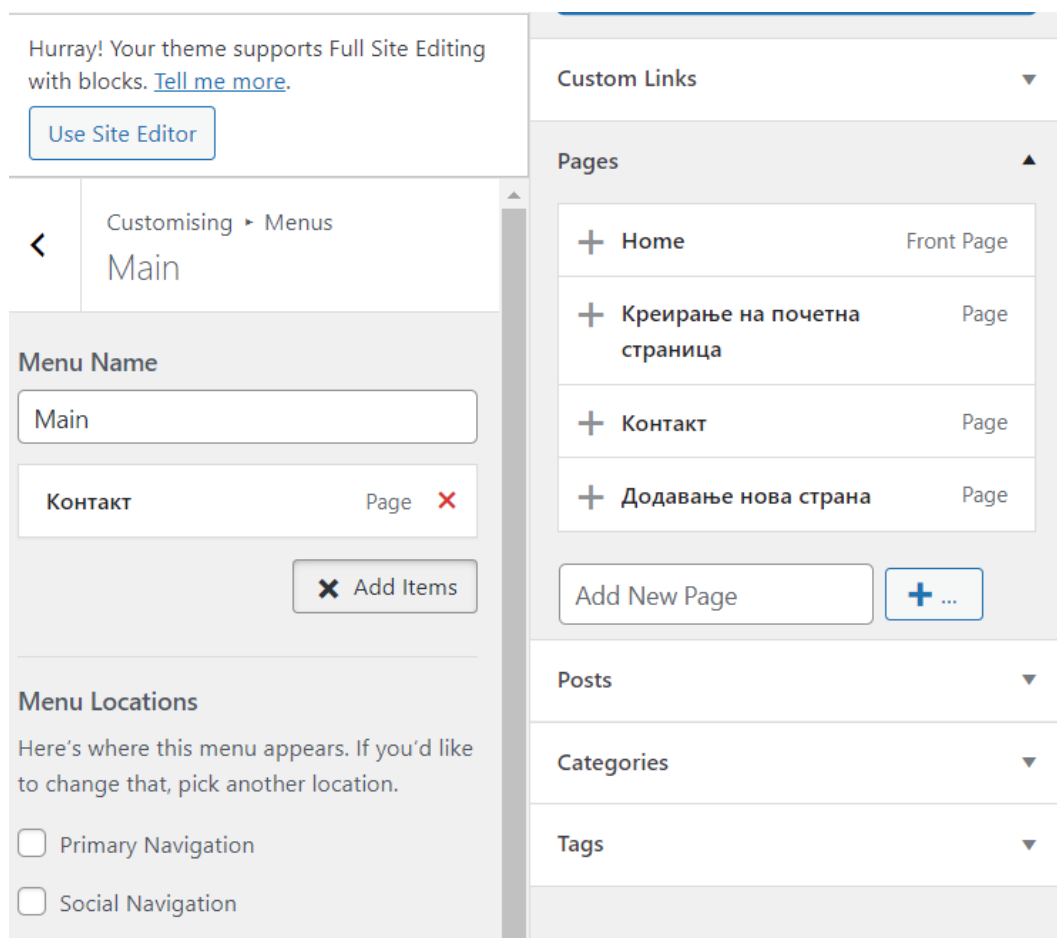 Hurray! Your theme supports Full Site Editing
with blocks. Tell me more.
Use Site Editor
Customising ▸ Menus
Main
Menu Name
Main
Контакт Page
Add Items
Menu Locations
Here's where this menu appears. If you'd like
to change that, pick another location.
Primary Navigation
Social Navigation
Custom Links
Pages
Home Front Page
Креирање на почетна Page
страница
Контакт Page
Додавање нова страна Page
Add New Page
+ ...
Posts
Categories
Tags